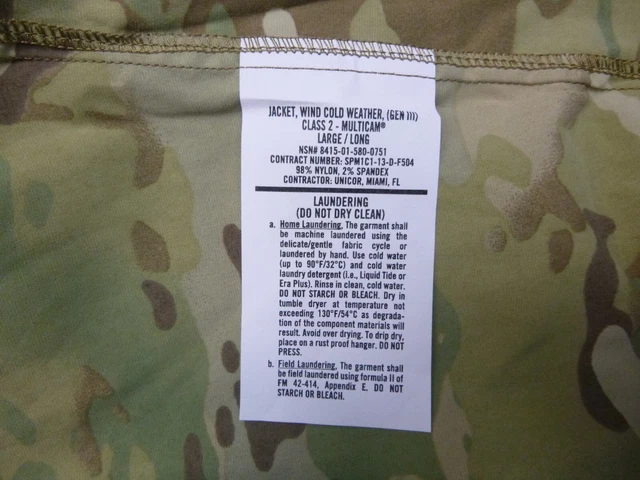 JACKET, WIND COLD WEATHER, (GEN III)
CLASS 2 - MULTICAM®
LARGE / LONG
NSN# 8415-01-580-0751
CONTRACT NUMBER: SPM1C1-13-D-F504
98% NYLON, 2% SPANDEX
CONTRACTOR: UNICOR, MIAMI, FL
LAUNDERING
(DO NOT DRY CLEAN)
a. Home Laundering. The garment shall
be machine laundered using the
delicate/gentle fabric cycle or
laundered by hand. Use cold water
(up to 90°F/32°C) and cold water
laundry detergent (i.e., Liquid Tide or
Era Plus). Rinse in clean, cold water.
DO NOT STARCH OR BLEACH. Dry in
tumble dryer at temperature not
exceeding 130°F/54°C as degrada-
tion of the component materials will
result. Avoid over drying. To drip dry,
place on a rust proof hanger. DO NOT
PRESS.
b. Field Laundering. The garment shall
be field laundered using formula II of
FM 42-414, Appendix E. DO NOT
STARCH OR BLEACH.